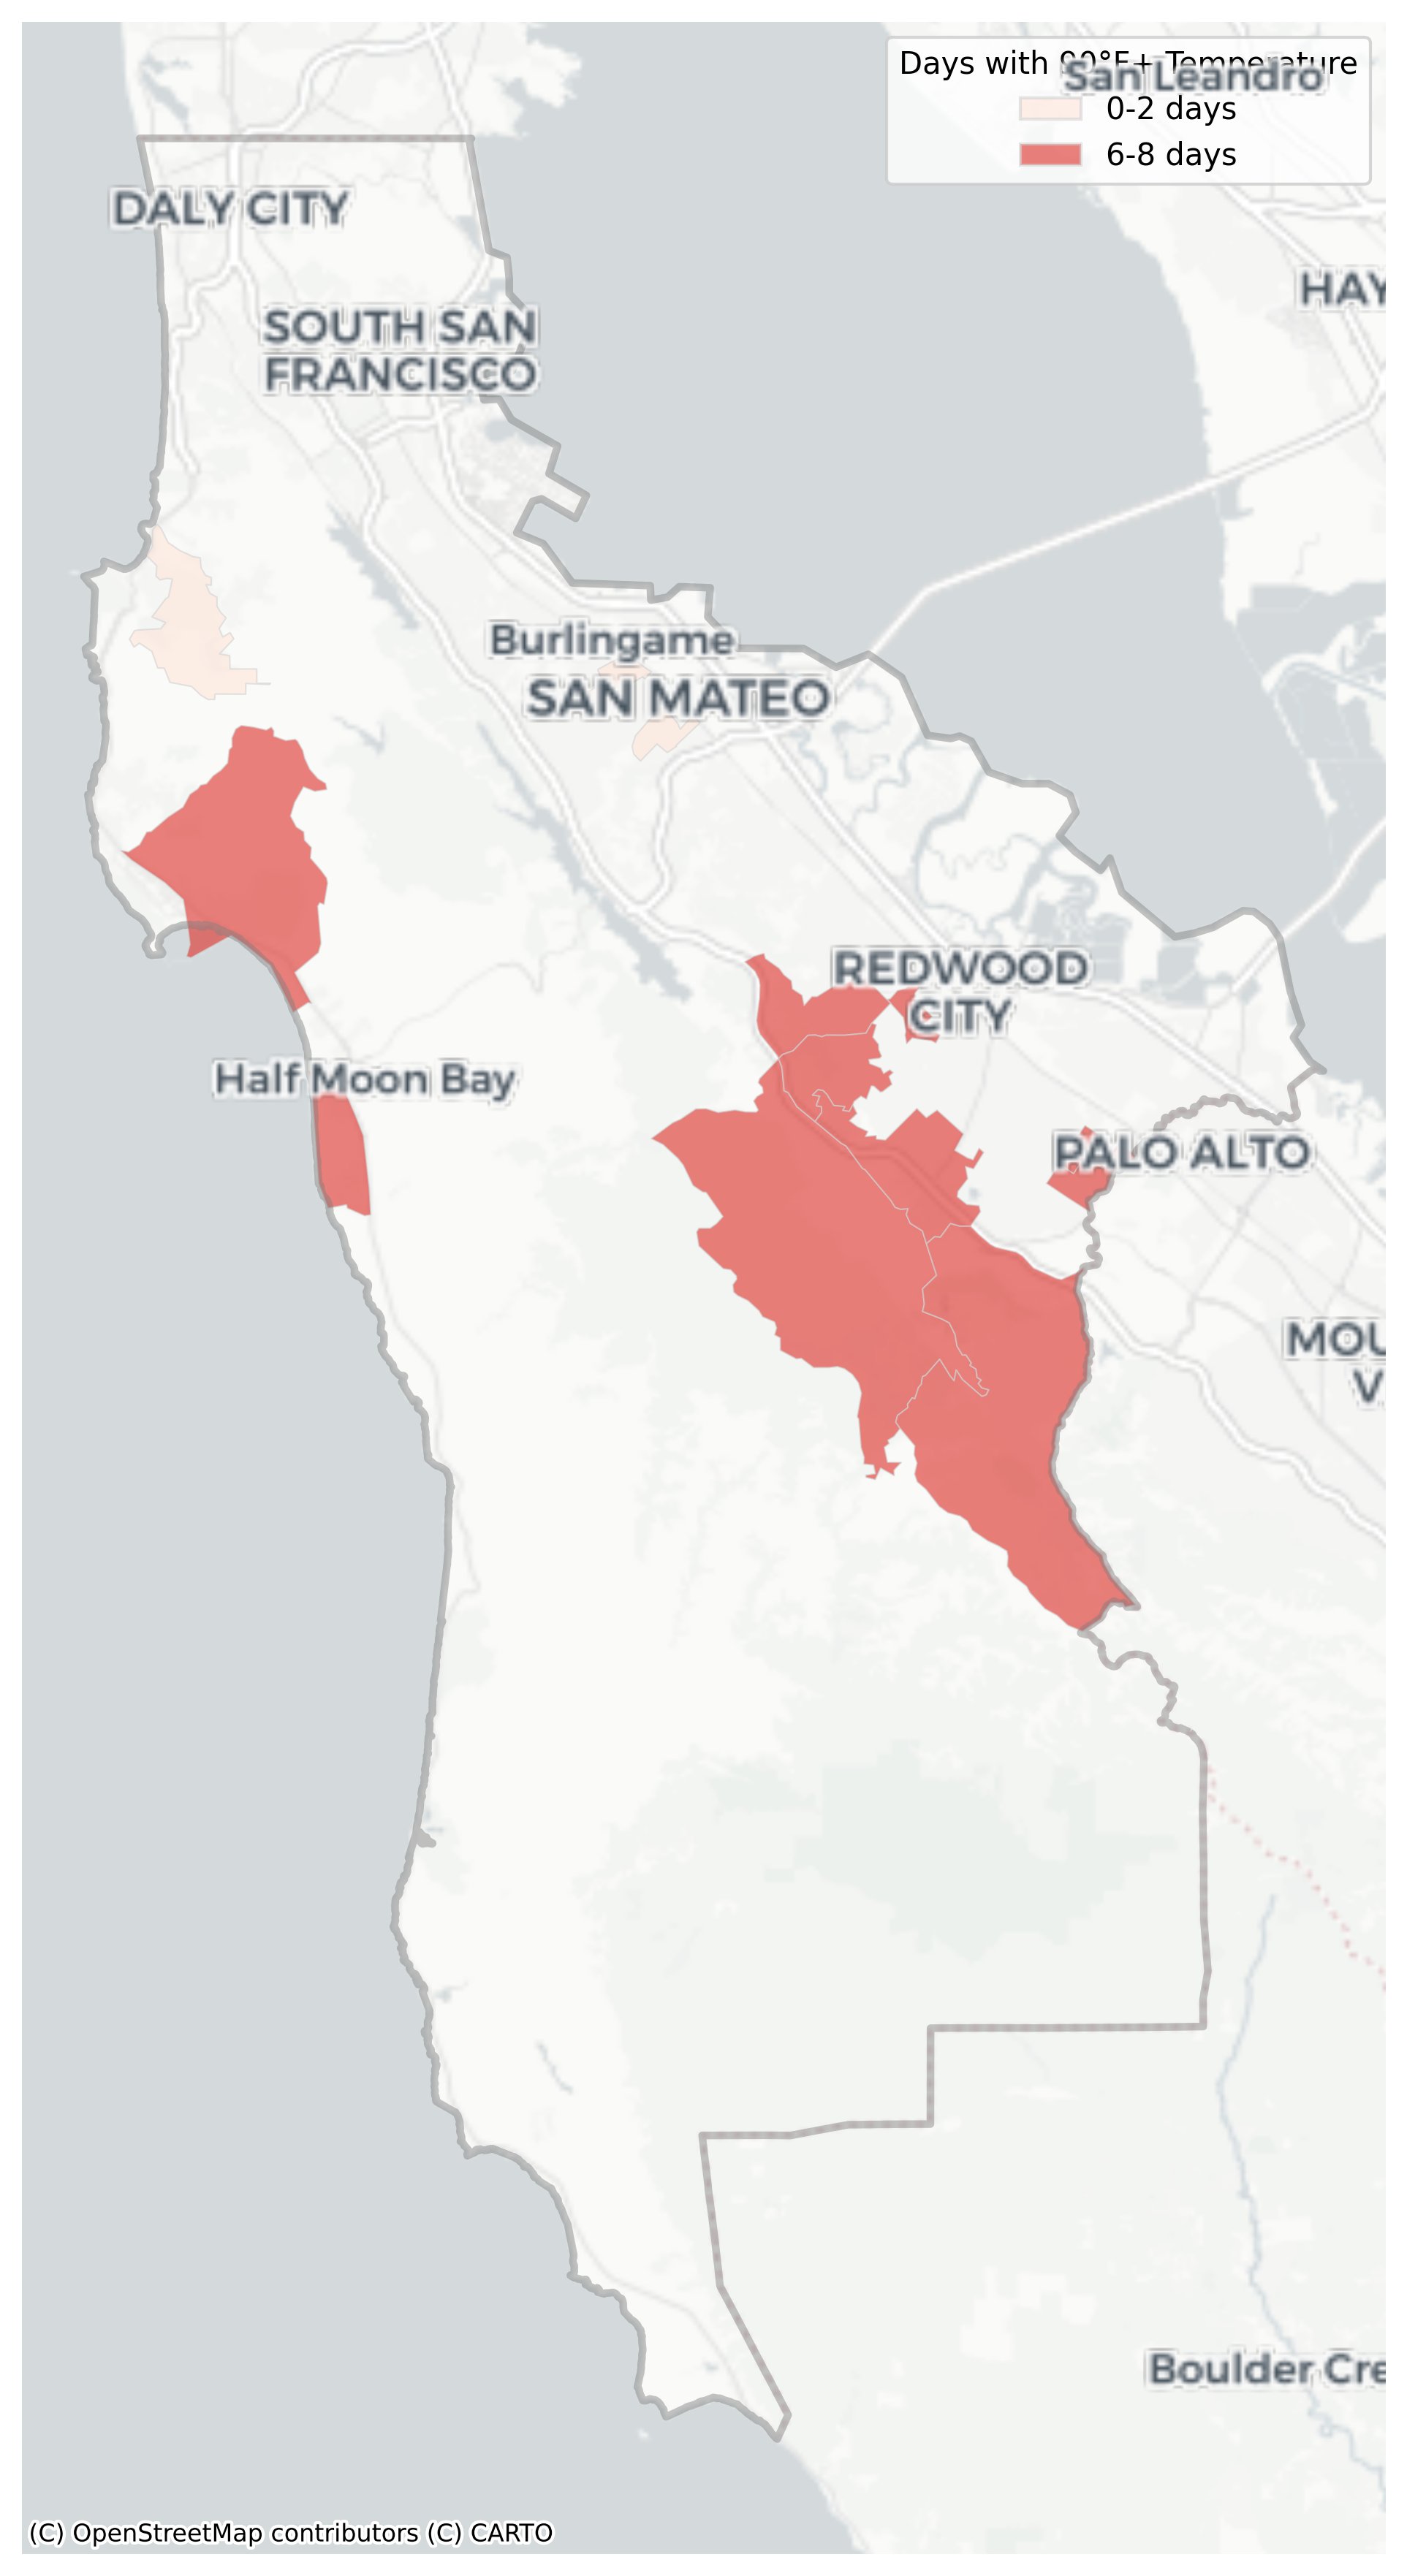 Days with 90°F+ Temperature
San Leandro
0-2 days
6-8 days
DALY CITY
HAY
SOUTH SAN
FRANCISCO
Burlingame
SAN MATEO
REDWOOD
CITY
Half Moon Bay
PALO ALTO
MOU
V
Boulder Cre
(C) OpenStreetMap contributors (C) CARTO